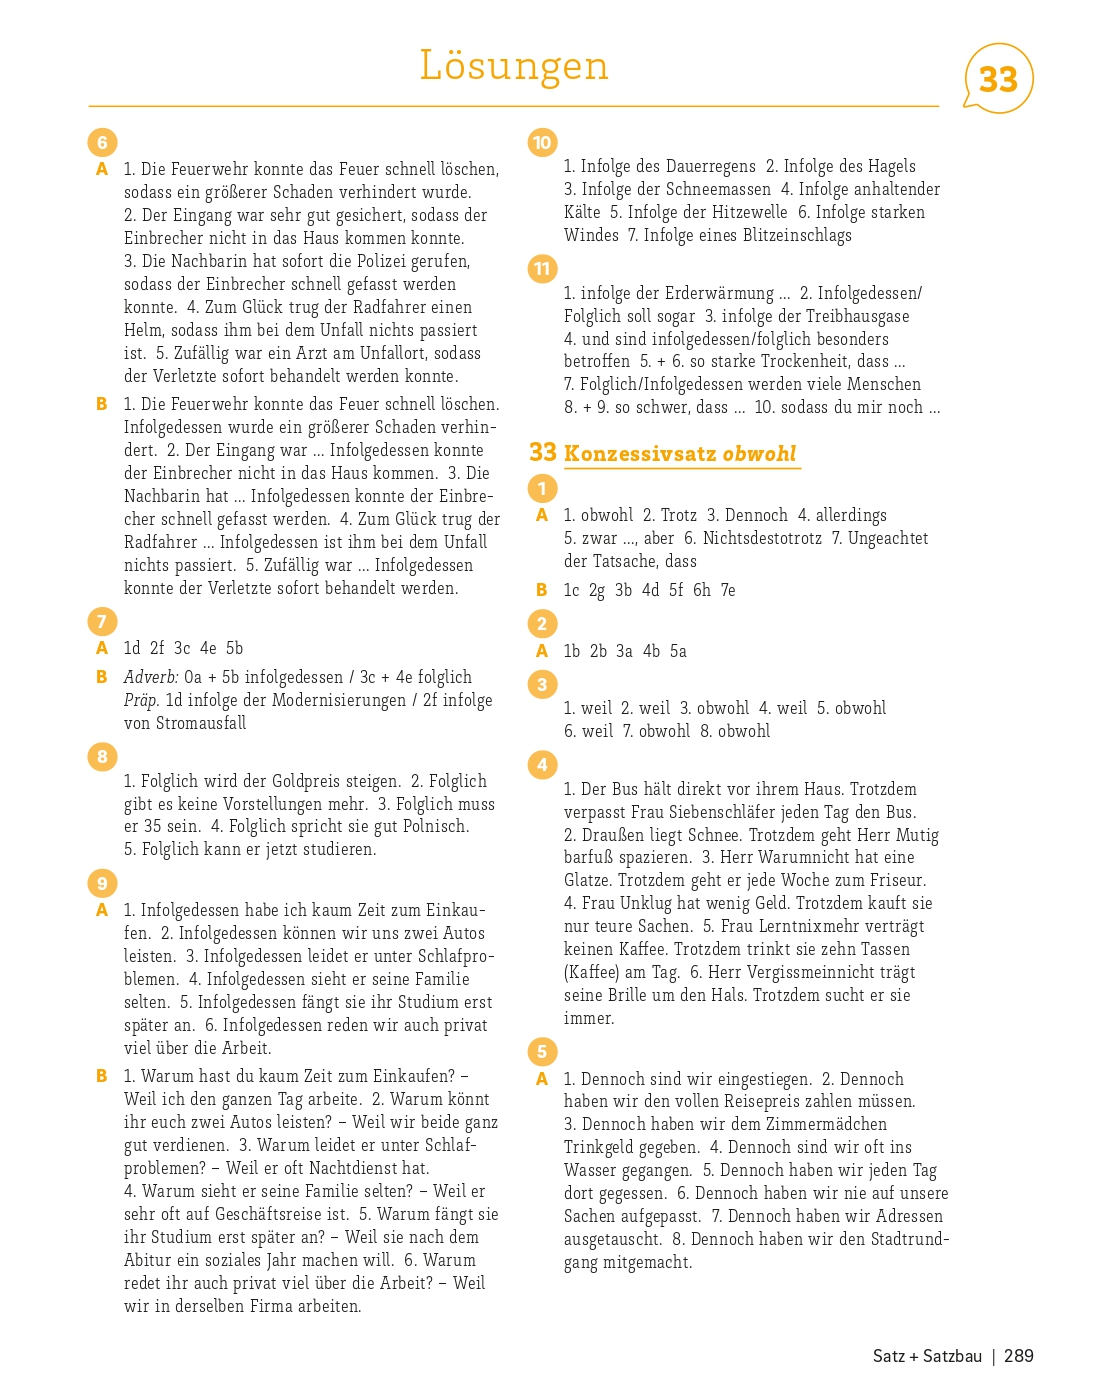 Lösungen
33
6
A 1. Die Feuerwehr konnte das Feuer schnell löschen,
sodass ein größerer Schaden verhindert wurde.
2. Der Eingang war sehr gut gesichert, sodass der
Einbrecher nicht in das Haus kommen konnte.
3. Die Nachbarin hat sofort die Polizei gerufen,
sodass der Einbrecher schnell gefasst werden
konnte. 4. Zum Glück trug der Radfahrer einen
Helm, sodass ihm bei dem Unfall nichts passiert
ist. 5. Zufällig war ein Arzt am Unfallort, sodass
der Verletzte sofort behandelt werden konnte.
B 1. Die Feuerwehr konnte das Feuer schnell löschen.
Infolgedessen wurde ein größerer Schaden verhin-
dert. 2. Der Eingang war ... Infolgedessen konnte
der Einbrecher nicht in das Haus kommen. 3. Die
Nachbarin hat ... Infolgedessen konnte der Einbre-
cher schnell gefasst werden. 4. Zum Glück trug der
Radfahrer ... Infolgedessen ist ihm bei dem Unfall
nichts passiert. 5. Zufällig war ... Infolgedessen
konnte der Verletzte sofort behandelt werden.
7
A 1d 2f 3c 4e 5b
B Adverb: 0a + 5b infolgedessen / 3c + 4e folglich
Präp. 1d infolge der Modernisierungen / 2f infolge
von Stromausfall
8
1. Folglich wird der Goldpreis steigen. 2. Folglich
gibt es keine Vorstellungen mehr. 3. Folglich muss
er 35 sein. 4. Folglich spricht sie gut Polnisch.
5. Folglich kann er jetzt studieren.
9
A 1. Infolgedessen habe ich kaum Zeit zum Einkau-
fen. 2. Infolgedessen können wir uns zwei Autos
leisten. 3. Infolgedessen leidet er unter Schlafpro-
blemen. 4. Infolgedessen sieht er seine Familie
selten. 5. Infolgedessen fängt sie ihr Studium erst
später an. 6. Infolgedessen reden wir auch privat
viel über die Arbeit.
B 1. Warum hast du kaum Zeit zum Einkaufen? –
Weil ich den ganzen Tag arbeite. 2. Warum könnt
ihr euch zwei Autos leisten? – Weil wir beide ganz
gut verdienen. 3. Warum leidet er unter Schlaf-
problemen? – Weil er oft Nachtdienst hat.
4. Warum sieht er seine Familie selten? – Weil er
sehr oft auf Geschäftsreise ist. 5. Warum fängt sie
ihr Studium erst später an? – Weil sie nach dem
Abitur ein soziales Jahr machen will. 6. Warum
redet ihr auch privat viel über die Arbeit? – Weil
wir in derselben Firma arbeiten.
10
1. Infolge des Dauerregens 2. Infolge des Hagels
3. Infolge der Schneemassen 4. Infolge anhaltender
Kälte 5. Infolge der Hitzewelle 6. Infolge starken
Windes 7. Infolge eines Blitzeinschlags
11
1. infolge der Erderwärmung ... 2. Infolgedessen/
Folglich soll sogar 3. infolge der Treibhausgase
4. und sind infolgedessen/folglich besonders
betroffen 5. + 6. so starke Trockenheit, dass ...
7. Folglich/Infolgedessen werden viele Menschen
8. + 9. so schwer, dass ... 10. sodass du mir noch ...
33 Konzessivsatz obwohl
1
A 1. obwohl 2. Trotz 3. Dennoch 4. allerdings
5. zwar ..., aber 6. Nichtsdestotrotz 7. Ungeachtet
der Tatsache, dass
B 1c 2g 3b 4d 5f 6h 7e
2
A 1b 2b 3a 4b 5a
3
1. weil 2. weil 3. obwohl 4. weil 5. obwohl
6. weil 7. obwohl 8. obwohl
4
1. Der Bus hält direkt vor ihrem Haus. Trotzdem
verpasst Frau Siebenschläfer jeden Tag den Bus.
2. Draußen liegt Schnee. Trotzdem geht Herr Mutig
barfuß spazieren. 3. Herr Warumnicht hat eine
Glatze. Trotzdem geht er jede Woche zum Friseur.
4. Frau Unklug hat wenig Geld. Trotzdem kauft sie
nur teure Sachen. 5. Frau Lerntnixmehr verträgt
keinen Kaffee. Trotzdem trinkt sie zehn Tassen
(Kaffee) am Tag. 6. Herr Vergissmeinnicht trägt
seine Brille um den Hals. Trotzdem sucht er sie
immer.
5
A 1. Dennoch sind wir eingestiegen. 2. Dennoch
haben wir den vollen Reisepreis zahlen müssen.
3. Dennoch haben wir dem Zimmermädchen
Trinkgeld gegeben. 4. Dennoch sind wir oft ins
Wasser gegangen. 5. Dennoch haben wir jeden Tag
dort gegessen. 6. Dennoch haben wir nie auf unsere
Sachen aufgepasst. 7. Dennoch haben wir Adressen
ausgetauscht. 8. Dennoch haben wir den Stadtrund-
gang mitgemacht.
Satz + Satzbau | 289